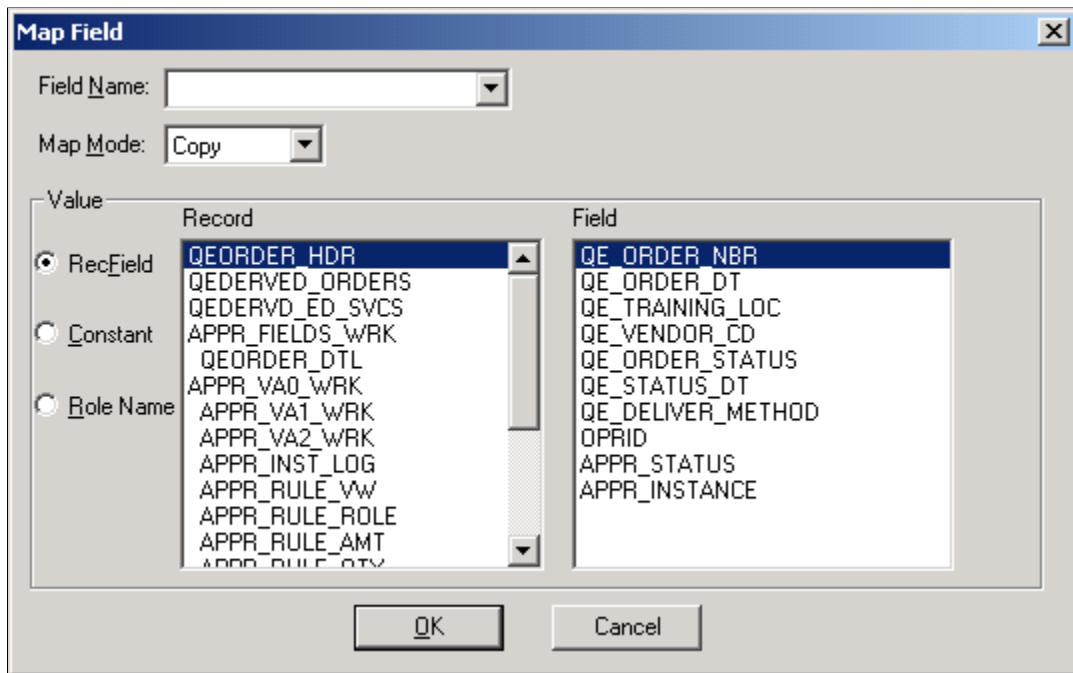 Map Field
Field Name:
Map Mode: Copy
Value
Record
Field
RecField
Constant
Role Name
QEORDER_HDR
QEDERVED_ORDERS
QEDERVD_ED_SVCS
APPR_FIELDS_WRK
QEORDER_DTL
APPR_VA0_WRK
APPR_VA1_WRK
APPR_VA2_WRK
APPR_INST_LOG
APPR_RULE_VW
APPR_RULE_ROLE
APPR_RULE_AMT
APPR_RULE_QTY
QE_ORDER_NBR
QE_ORDER_DT
QE_TRAINING_LOC
QE_VENDOR_CD
QE_ORDER_STATUS
QE_STATUS_DT
QE_DELIVER_METHOD
OPRID
APPR_STATUS
APPR_INSTANCE
OK
Cancel